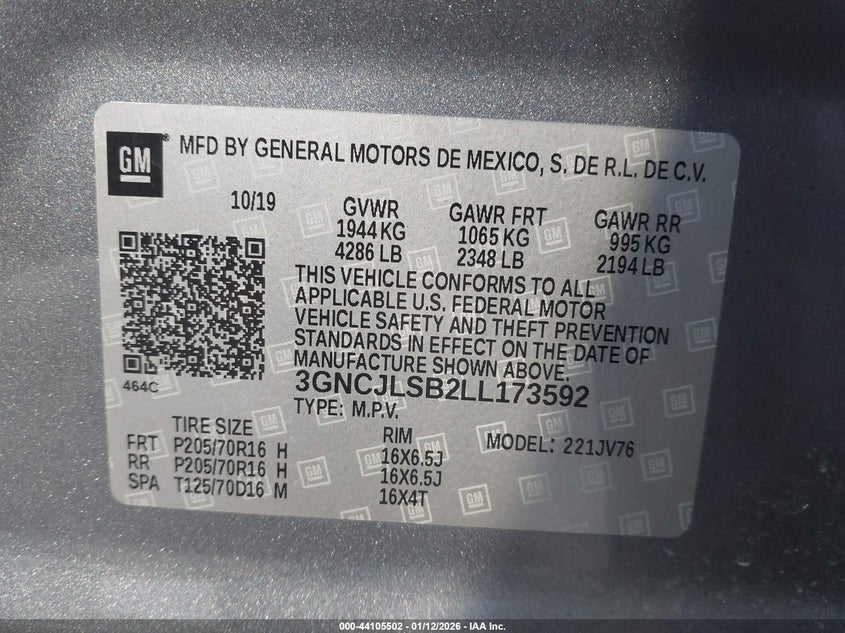 GM
MFD BY GENERAL MOTORS DE MEXICO, S. DE R.L. DE C.V.
10/19
GVWR GAWR FRT GAWR RR
1944 KG 1065 KG 995 KG
4286 LB 2348 LB 2194 LB
THIS VEHICLE CONFORMS TO ALL
APPLICABLE U.S. FEDERAL MOTOR
VEHICLE SAFETY AND THEFT PREVENTION
STANDARDS IN EFFECT ON THE DATE OF
MANUFACTURE SHOWN ABOVE.
464C
3GNCJLSB2LL173592
TYPE: M.P.V.
TIRE SIZE RIM MODEL: 221JV76
FRT P205/70R16 H 16X6.5J
RR P205/70R16 H 16X6.5J
SPA T125/70D16 M 16X4T
000-44105502 - 01/12/2026 - IAA Inc.